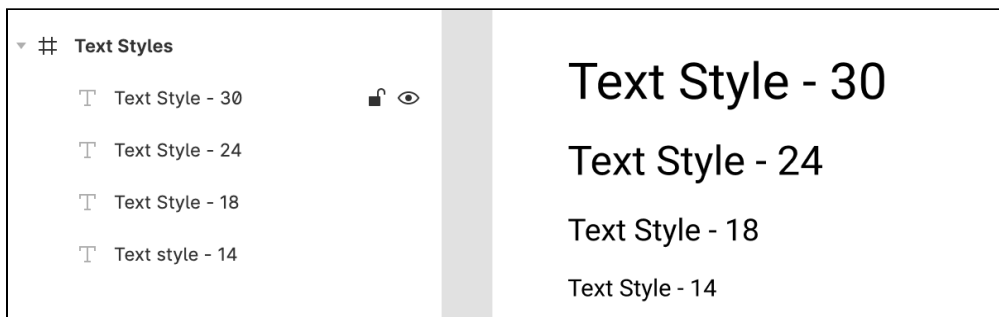 Text Styles
Text Style - 30
Text Style - 24
Text Style - 18
Text style - 14
Text Style - 30
Text Style - 24
Text Style - 18
Text Style - 14